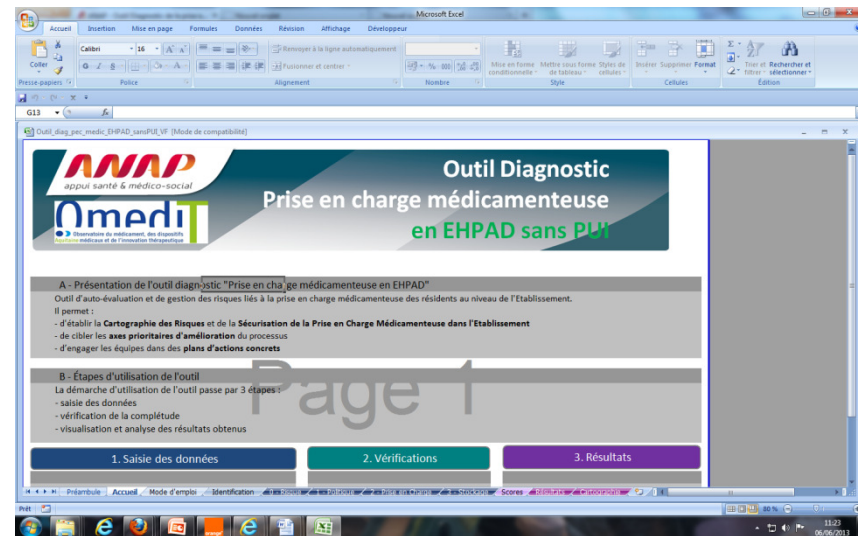 Microsoft Excel
Accueil Insertion Mise en page Formules Données Révision Affichage Développeur
Coller
Calibri 16
Renvoyer à la ligne automatiquement
Fusionner et centrer
Mise en forme conditionnelle
Mettre sous forme de tableau
Styles de cellules
Insérer Supprimer Format
Trier et filtrer
Rechercher et sélectionner
Presse-papiers Police Alignement Nombre Style Cellules Édition
G13 fx
Outil_diag_pec_medic_EHPAD_sansPUI_VF [Mode de compatibilité]
ANAP
appui santé & médico-social
OmediT
Observatoire du médicament, des dispositifs
Aquitaine médicaux et de l'innovation thérapeutique
Outil Diagnostic
Prise en charge médicamenteuse
en EHPAD sans PUI
A - Présentation de l'outil diagnostic "Prise en charge médicamenteuse en EHPAD"
Outil d'auto-évaluation et de gestion des risques liés à la prise en charge médicamenteuse des résidents au niveau de l'Etablissement.
Il permet :
- d'établir la Cartographie des Risques et de la Sécurisation de la Prise en Charge Médicamenteuse dans l'Etablissement
- de cibler les axes prioritaires d'amélioration du processus
- d'engager les équipes dans des plans d'actions concrets
B - Étapes d'utilisation de l'outil
La démarche d'utilisation de l'outil passe par 3 étapes :
- saisie des données
- vérification de la complétude
- visualisation et analyse des résultats obtenus
Page 1
1. Saisie des données 2. Vérifications 3. Résultats
Préambule Accueil Mode d'emploi Identification Scores Résultats Cartographie
Prêt 80 %
11:23
06/06/2013